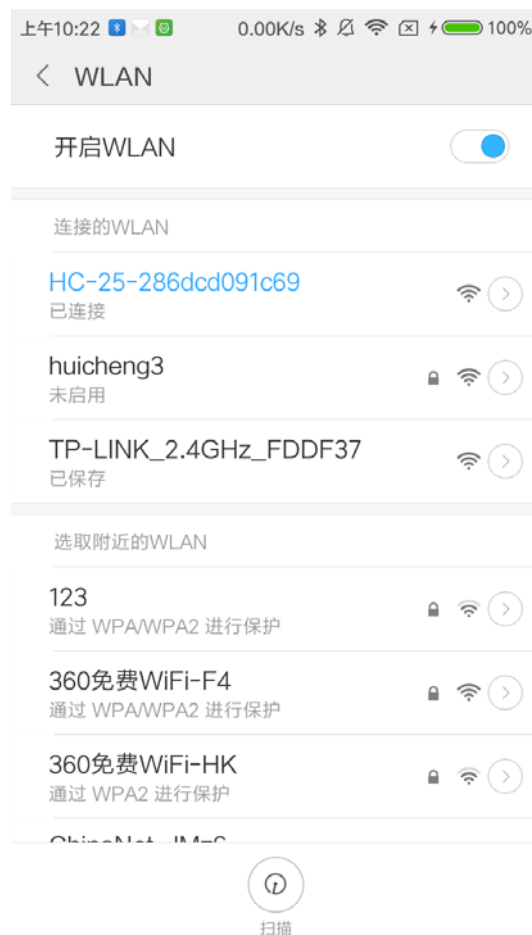 上午10:22 0.00K/s 100%
WLAN
开启WLAN
连接的WLAN
HC-25-286dcd091c69
已连接
huicheng3
未启用
TP-LINK_2.4GHz_FDDF37
已保存
选取附近的WLAN
123
通过 WPA/WPA2 进行保护
360免费WiFi-F4
通过 WPA/WPA2 进行保护
360免费WiFi-HK
通过 WPA2 进行保护
扫描